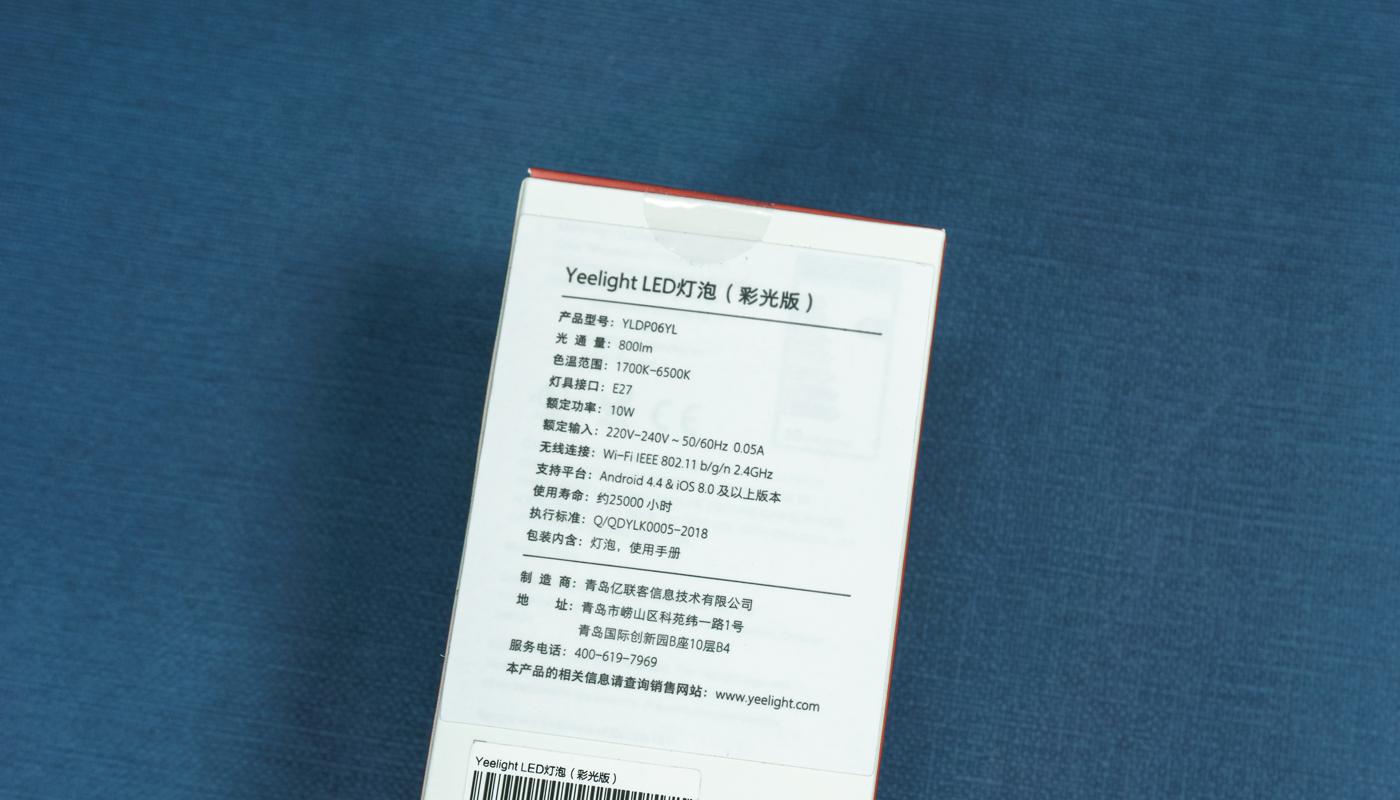 Yeelight LED灯泡（彩光版）
产品型号：YLDP06YL
光 通 量：800lm
色温范围：1700K-6500K
灯具接口：E27
额定功率：10W
额定输入：220V-240V ~ 50/60Hz 0.05A
无线连接：Wi-Fi IEEE 802.11 b/g/n 2.4GHz
支持平台：Android 4.4 & iOS 8.0 及以上版本
使用寿命：约25000 小时
执行标准：Q/QDYLK0005-2018
包装内含：灯泡，使用手册
制 造 商：青岛亿联客信息技术有限公司
地 址：青岛市崂山区科苑纬一路1号
青岛国际创新园B座10层B4
服务电话：400-619-7969
本产品的相关信息请查询销售网站：www.yeelight.com
Yeelight LED灯泡（彩光版）